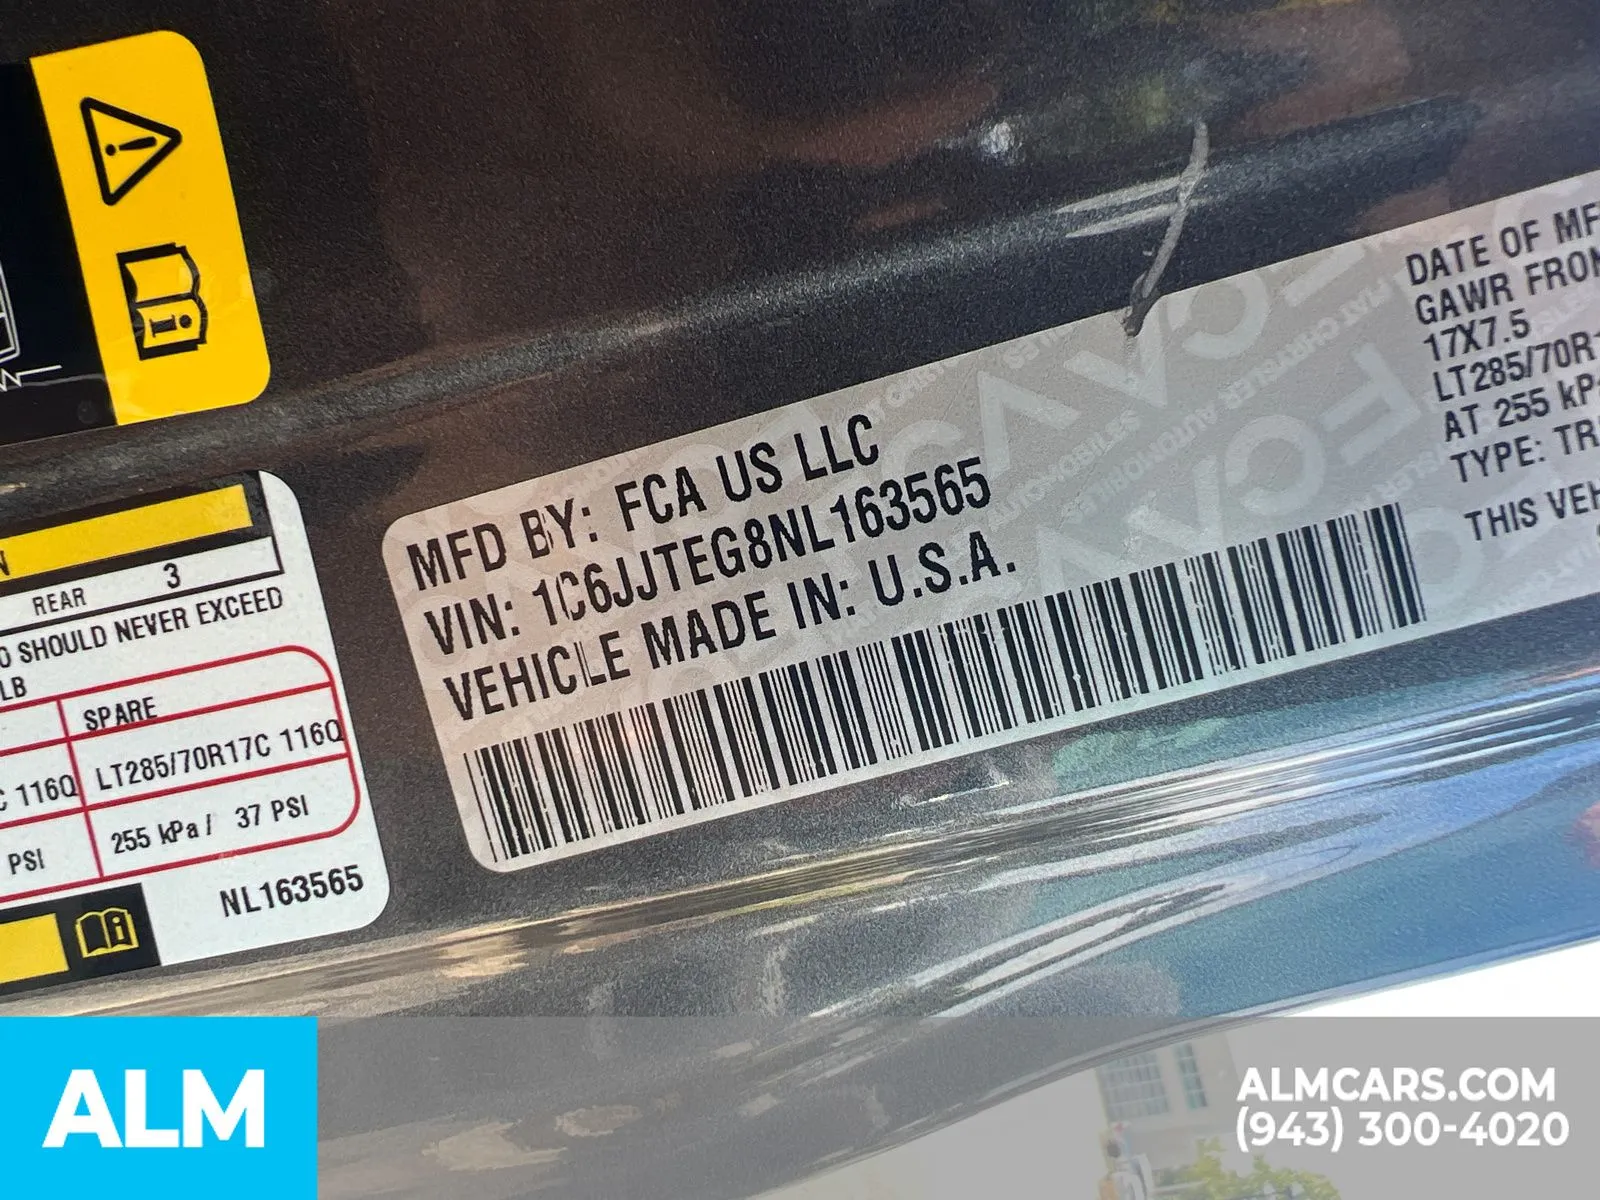 N
REAR 3
O SHOULD NEVER EXCEED
LB
SPARE
C 116Q LT285/70R17C 116Q
PSI 255 kPa / 37 PSI
NL163565
MFD BY: FCA US LLC
VIN: 1C6JJTEG8NL163565
VEHICLE MADE IN: U.S.A.
DATE OF MF
GAWR FRON
17X7.5
LT285/70R1
AT 255 kPa
TYPE: TR
THIS VEH
ALM
ALMCARS.COM
(943) 300-4020